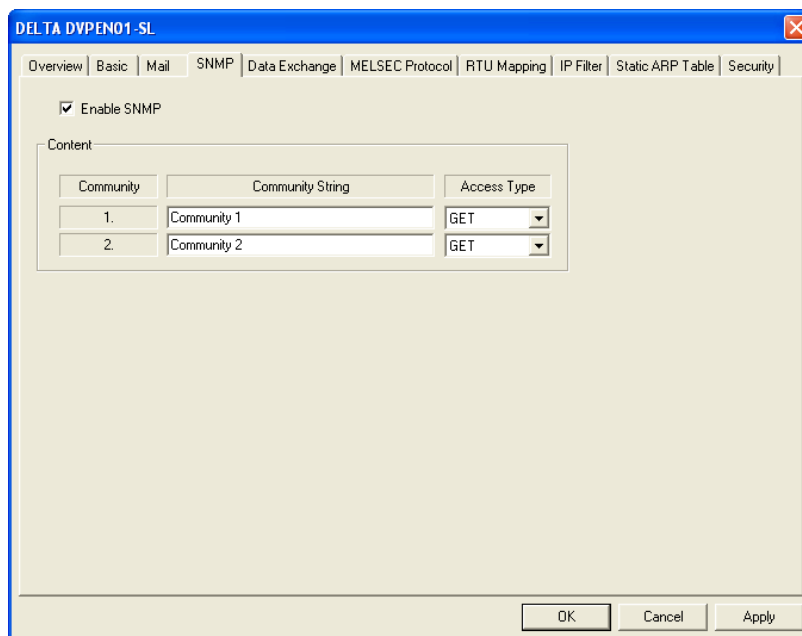 DELTA DVPEN01-SL
Overview Basic Mail SNMP Data Exchange MELSEC Protocol RTU Mapping IP Filter Static ARP Table Security
Enable SNMP
Content
Community Community String Access Type
1. Community 1 GET
2. Community 2 GET
OK Cancel Apply